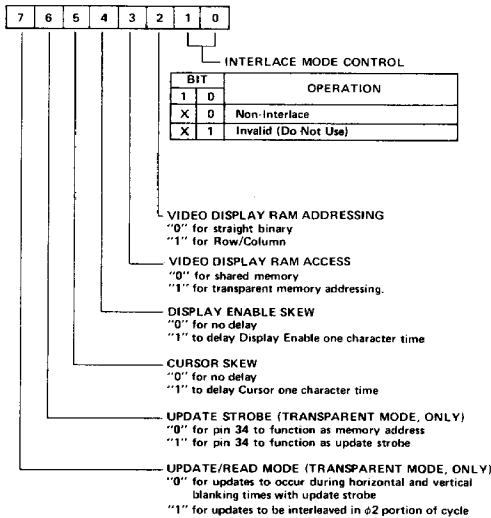 7 6 5 4 3 2 1 0
INTERLACE MODE CONTROL
BIT OPERATION
1 0
X 0 Non-Interlace
X 1 Invalid (Do Not Use)
VIDEO DISPLAY RAM ADDRESSING
"0" for straight binary
"1" for Row/Column
VIDEO DISPLAY RAM ACCESS
"0" for shared memory
"1" for transparent memory addressing.
DISPLAY ENABLE SKEW
"0" for no delay
"1" to delay Display Enable one character time
CURSOR SKEW
"0" for no delay
"1" to delay Cursor one character time
UPDATE STROBE (TRANSPARENT MODE, ONLY)
"0" for pin 34 to function as memory address
"1" for pin 34 to function as update strobe
UPDATE/READ MODE (TRANSPARENT MODE, ONLY)
"0" for updates to occur during horizontal and vertical
blanking times with update strobe
"1" for updates to be interleaved in ϕ2 portion of cycle